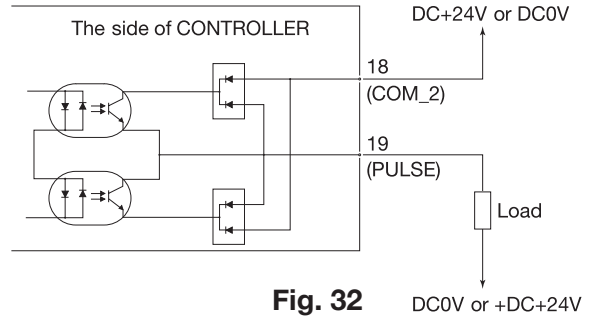 DC+24V or DC0V
The side of CONTROLLER
18
(COM_2)
19
(PULSE)
Load
Fig. 32
DC0V or +DC+24V